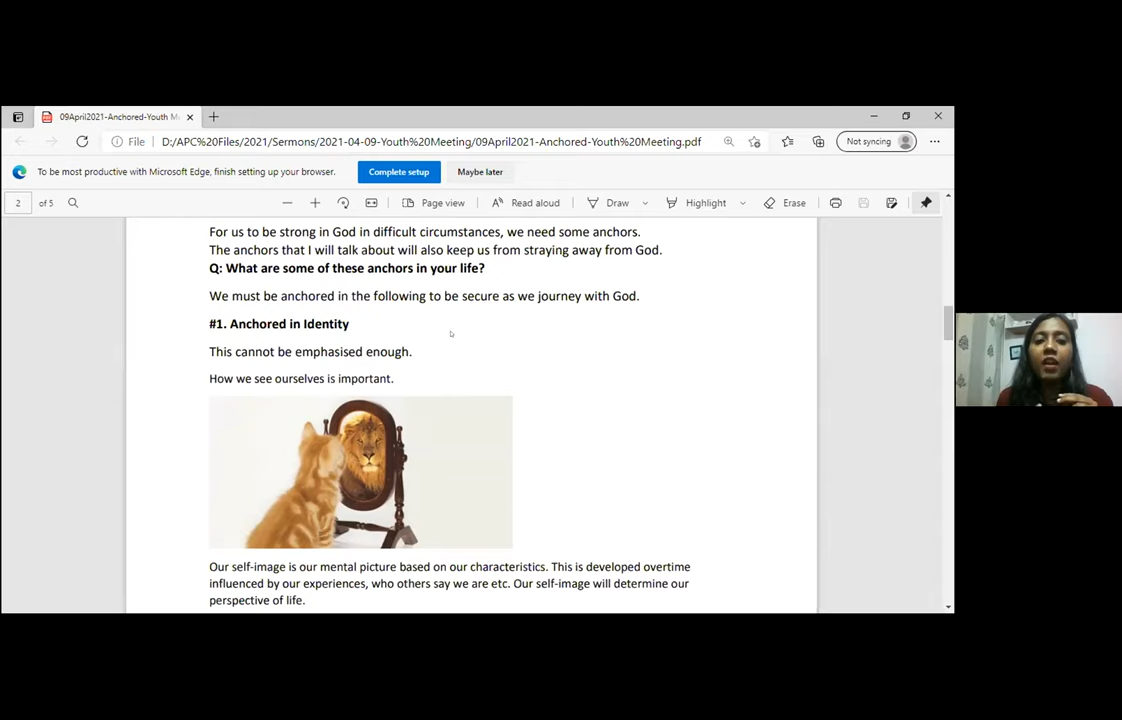 09April2021-Anchored-Youth M
File D:/APC%20Files/2021/Sermons/2021-04-09-Youth%20Meeting/09April2021-Anchored-Youth%20Meeting.pdf Not syncing
To be most productive with Microsoft Edge, finish setting up your browser. Complete setup Maybe later
2 of 5 Page view Read aloud Draw Highlight Erase
For us to be strong in God in difficult circumstances, we need some anchors.
The anchors that I will talk about will also keep us from straying away from God.
Q: What are some of these anchors in your life?
We must be anchored in the following to be secure as we journey with God.
#1. Anchored in Identity
This cannot be emphasised enough.
How we see ourselves is important.
Our self-image is our mental picture based on our characteristics. This is developed overtime
influenced by our experiences, who others say we are etc. Our self-image will determine our
perspective of life.